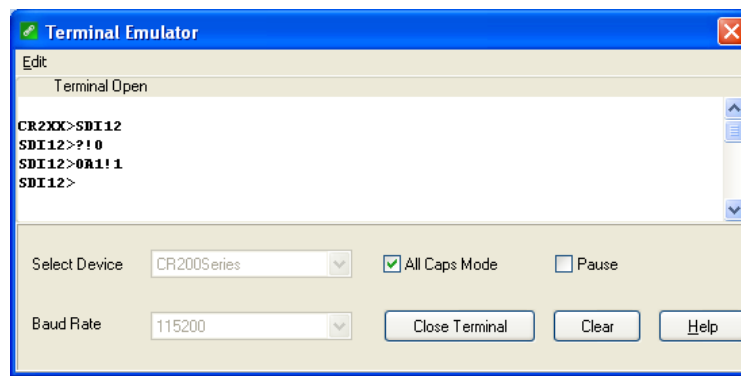 Terminal Emulator
Edit
Terminal Open
CR2XX>SDI12
SDI12>?!0
SDI12>0A1!1
SDI12>
Select Device
CR200Series
All Caps Mode
Pause
Baud Rate
115200
Close Terminal
Clear
Help